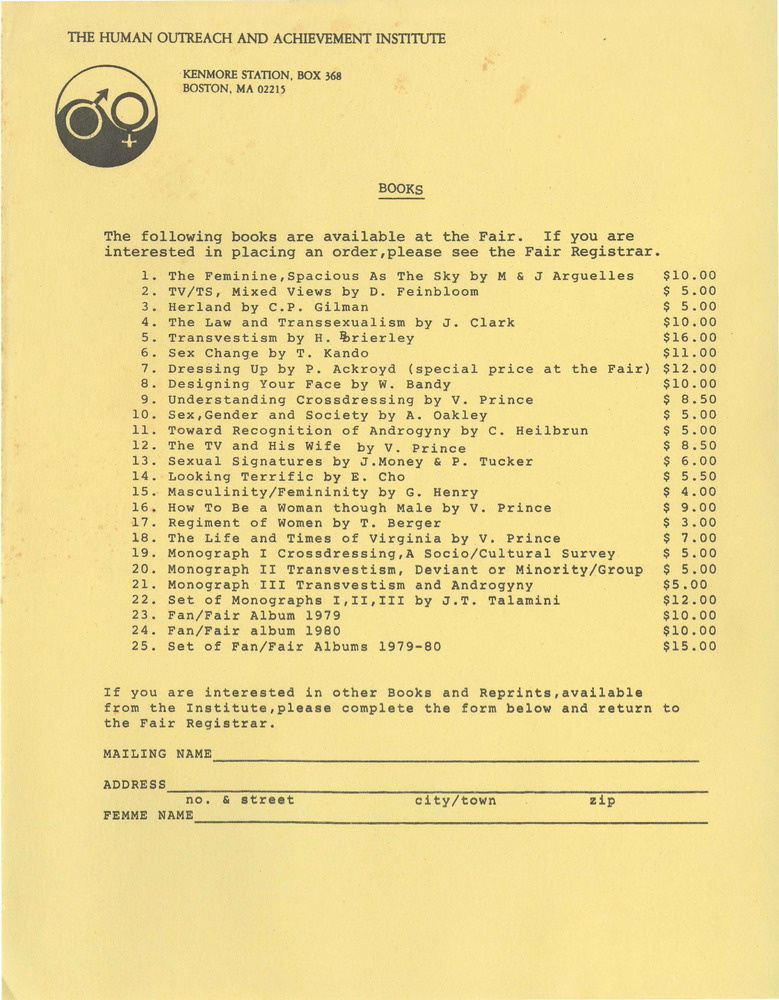 THE HUMAN OUTREACH AND ACHIEVEMENT INSTITUTE
KENMORE STATION, BOX 368
BOSTON, MA 02215
BOOKS
The following books are available at the Fair. If you are
interested in placing an order,please see the Fair Registrar.
1. The Feminine,Spacious As The Sky by M & J Arguelles $10.00
2. TV/TS, Mixed Views by D. Feinbloom $ 5.00
3. Herland by C.P. Gilman $ 5.00
4. The Law and Transsexualism by J. Clark $10.00
5. Transvestism by H. Brierley $16.00
6. Sex Change by T. Kando $11.00
7. Dressing Up by P. Ackroyd (special price at the Fair) $12.00
8. Designing Your Face by W. Bandy $10.00
9. Understanding Crossdressing by V. Prince $ 8.50
10. Sex,Gender and Society by A. Oakley $ 5.00
11. Toward Recognition of Androgyny by C. Heilbrun $ 5.00
12. The TV and His Wife by V. Prince $ 8.50
13. Sexual Signatures by J.Money & P. Tucker $ 6.00
14. Looking Terrific by E. Cho $ 5.50
15. Masculinity/Femininity by G. Henry $ 4.00
16. How To Be a Woman though Male by V. Prince $ 9.00
17. Regiment of Women by T. Berger $ 3.00
18. The Life and Times of Virginia by V. Prince $ 7.00
19. Monograph I Crossdressing,A Socio/Cultural Survey $ 5.00
20. Monograph II Transvestism, Deviant or Minority/Group $ 5.00
21. Monograph III Transvestism and Androgyny $5.00
22. Set of Monographs I,II,III by J.T. Talamini $12.00
23. Fan/Fair Album 1979 $10.00
24. Fan/Fair album 1980 $10.00
25. Set of Fan/Fair Albums 1979-80 $15.00
If you are interested in other Books and Reprints,available
from the Institute,please complete the form below and return to
the Fair Registrar.
MAILING NAME
ADDRESS
no. & street city/town zip
FEMME NAME